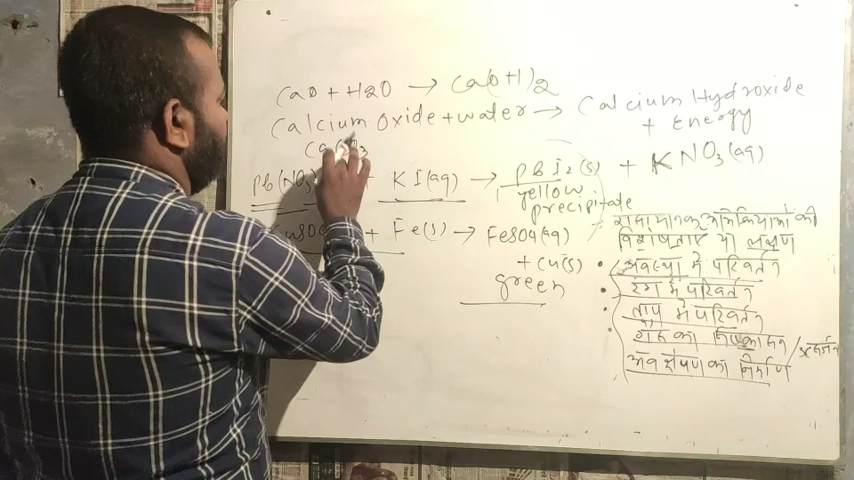 CaO + H2O → Ca(OH)2
Calcium Oxide + water → Calcium Hydroxide
+ Energy
Pb(NO3) + KI(aq) → PbI2(s) + KNO3(aq)
yellow
precipitate
+ Fe(s) → FeSO4(aq)
+ Cu(s)
green
रासायनिक अभिक्रियाओं की
विशेषताएं या लक्षण
अवस्था में परिवर्तन
रंग में परिवर्तन
ताप में परिवर्तन
गैस का निष्कासन
अवक्षेपण का निर्माण